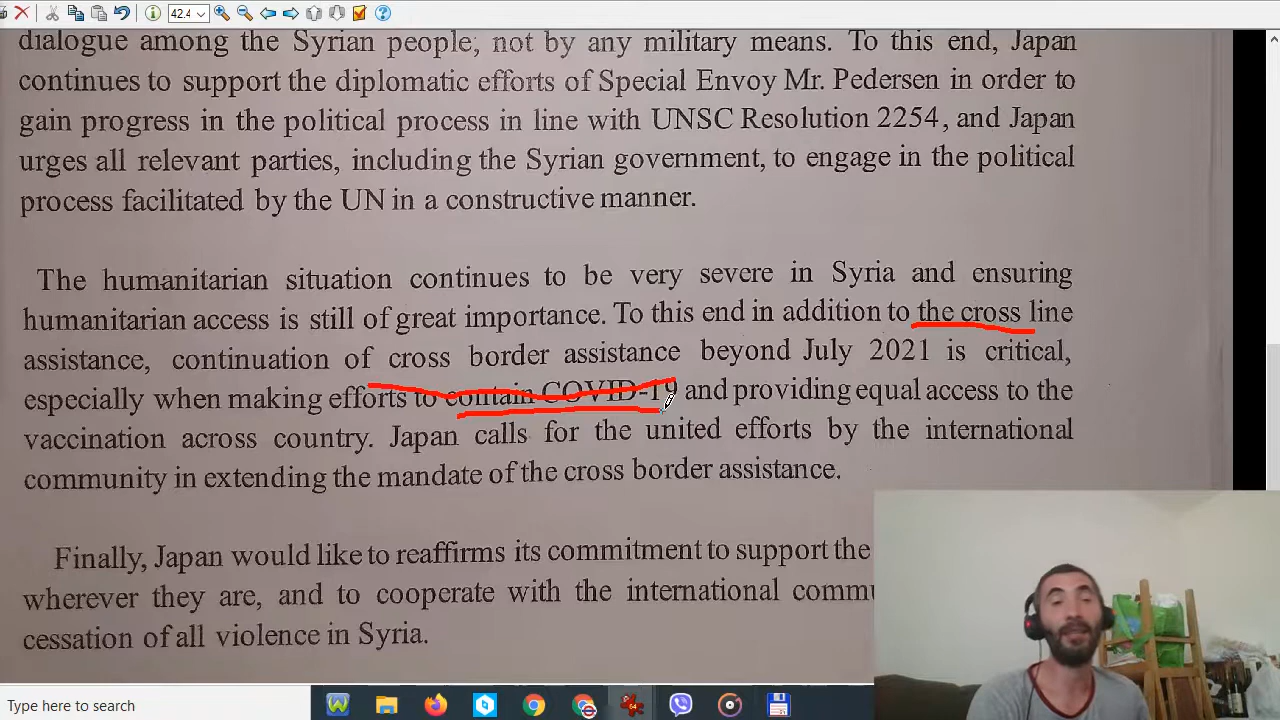 42.4
dialogue among the Syrian people, not by any military means. To this end, Japan
continues to support the diplomatic efforts of Special Envoy Mr. Pedersen in order to
gain progress in the political process in line with UNSC Resolution 2254, and Japan
urges all relevant parties, including the Syrian government, to engage in the political
process facilitated by the UN in a constructive manner.
The humanitarian situation continues to be very severe in Syria and ensuring
humanitarian access is still of great importance. To this end in addition to the cross line
assistance, continuation of cross border assistance beyond July 2021 is critical,
especially when making efforts to contain COVID-19 and providing equal access to the
vaccination across country. Japan calls for the united efforts by the international
community in extending the mandate of the cross border assistance.
Finally, Japan would like to reaffirms its commitment to support the
wherever they are, and to cooperate with the international commu
cessation of all violence in Syria.
Type here to search
64